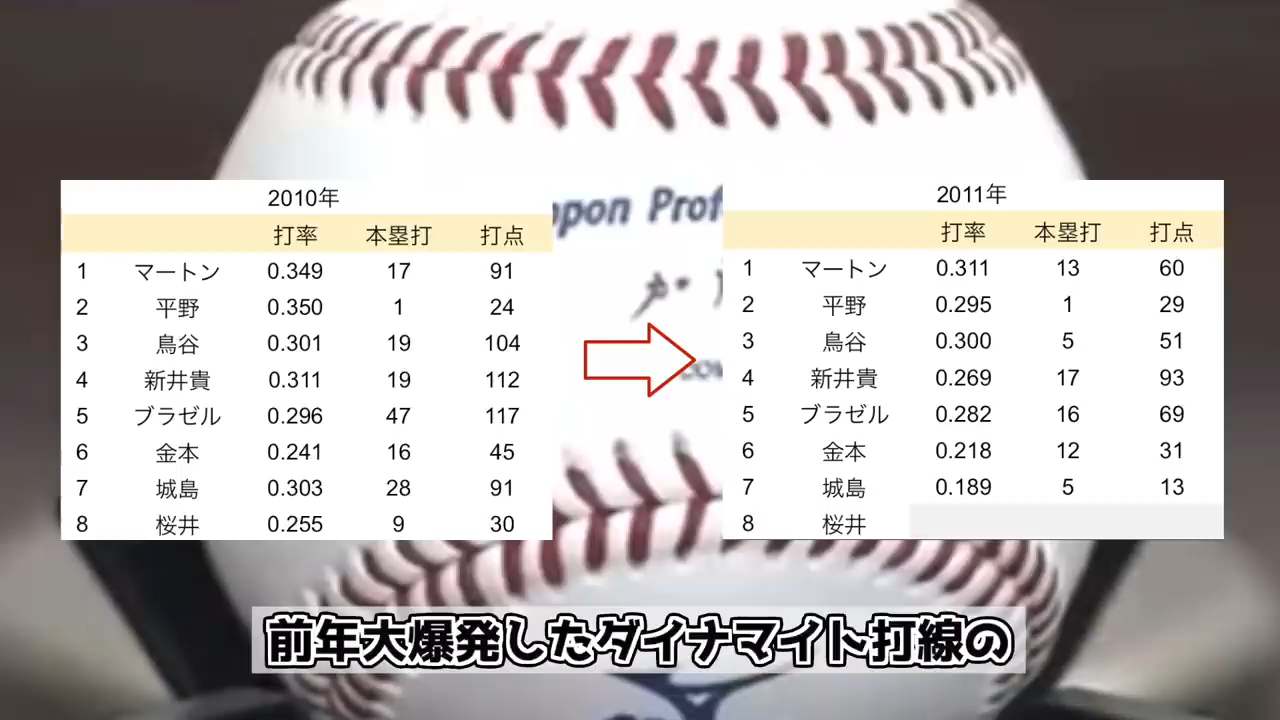 2010年
打率 本塁打 打点
1 マートン 0.349 17 91
2 平野 0.350 1 24
3 鳥谷 0.301 19 104
4 新井貴 0.311 19 112
5 ブラゼル 0.296 47 117
6 金本 0.241 16 45
7 城島 0.303 28 91
8 桜井 0.255 9 30
ppon Prof
2011年
打率 本塁打 打点
1 マートン 0.311 13 60
2 平野 0.295 1 29
3 鳥谷 0.300 5 51
4 新井貴 0.269 17 93
5 ブラゼル 0.282 16 69
6 金本 0.218 12 31
7 城島 0.189 5 13
8 桜井
前年大爆発したダイナマイト打線の